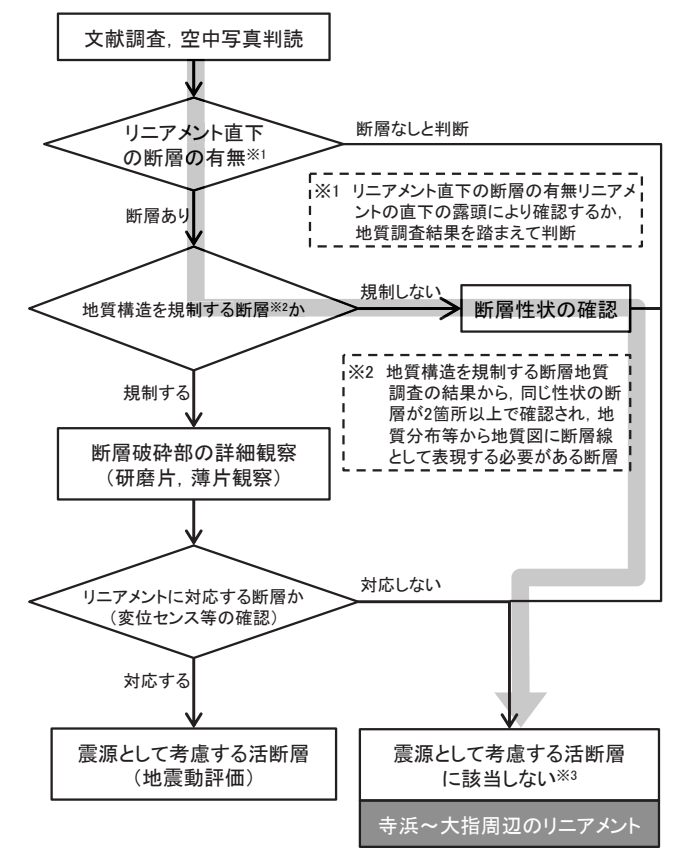 文献調査，空中写真判読
リニアメント直下
の断層の有無※1
断層なしと判断
断層あり
※1 リニアメント直下の断層の有無リニアメ
ントの直下の露頭により確認するか，
地質調査結果を踏まえて判断
地質構造を規制する断層※2か
規制しない
断層性状の確認
規制する
※2 地質構造を規制する断層地質
調査の結果から，同じ性状の断
層が2箇所以上で確認され，地
質分布等から地質図に断層線
として表現する必要がある断層
断層破砕部の詳細観察
（研磨片，薄片観察）
リニアメントに対応する断層か
（変位センス等の確認）
対応しない
対応する
震源として考慮する活断層
（地震動評価）
震源として考慮する活断層
に該当しない※3
寺浜～大指周辺のリニアメント